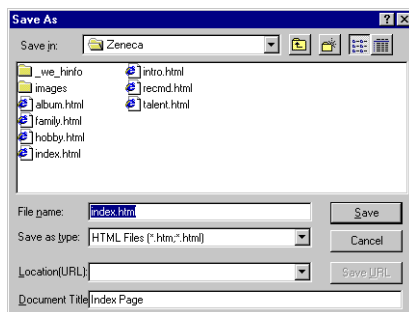 Save As
Save in: Zeneca
_we_hinfo
images
album.html
family.html
hobby.html
index.html
intro.html
recmd.html
talent.html
File name: index.htm Save
Save as type: HTML Files (*.htm;*.html) Cancel
Location(URL): Save URL
Document Title Index Page